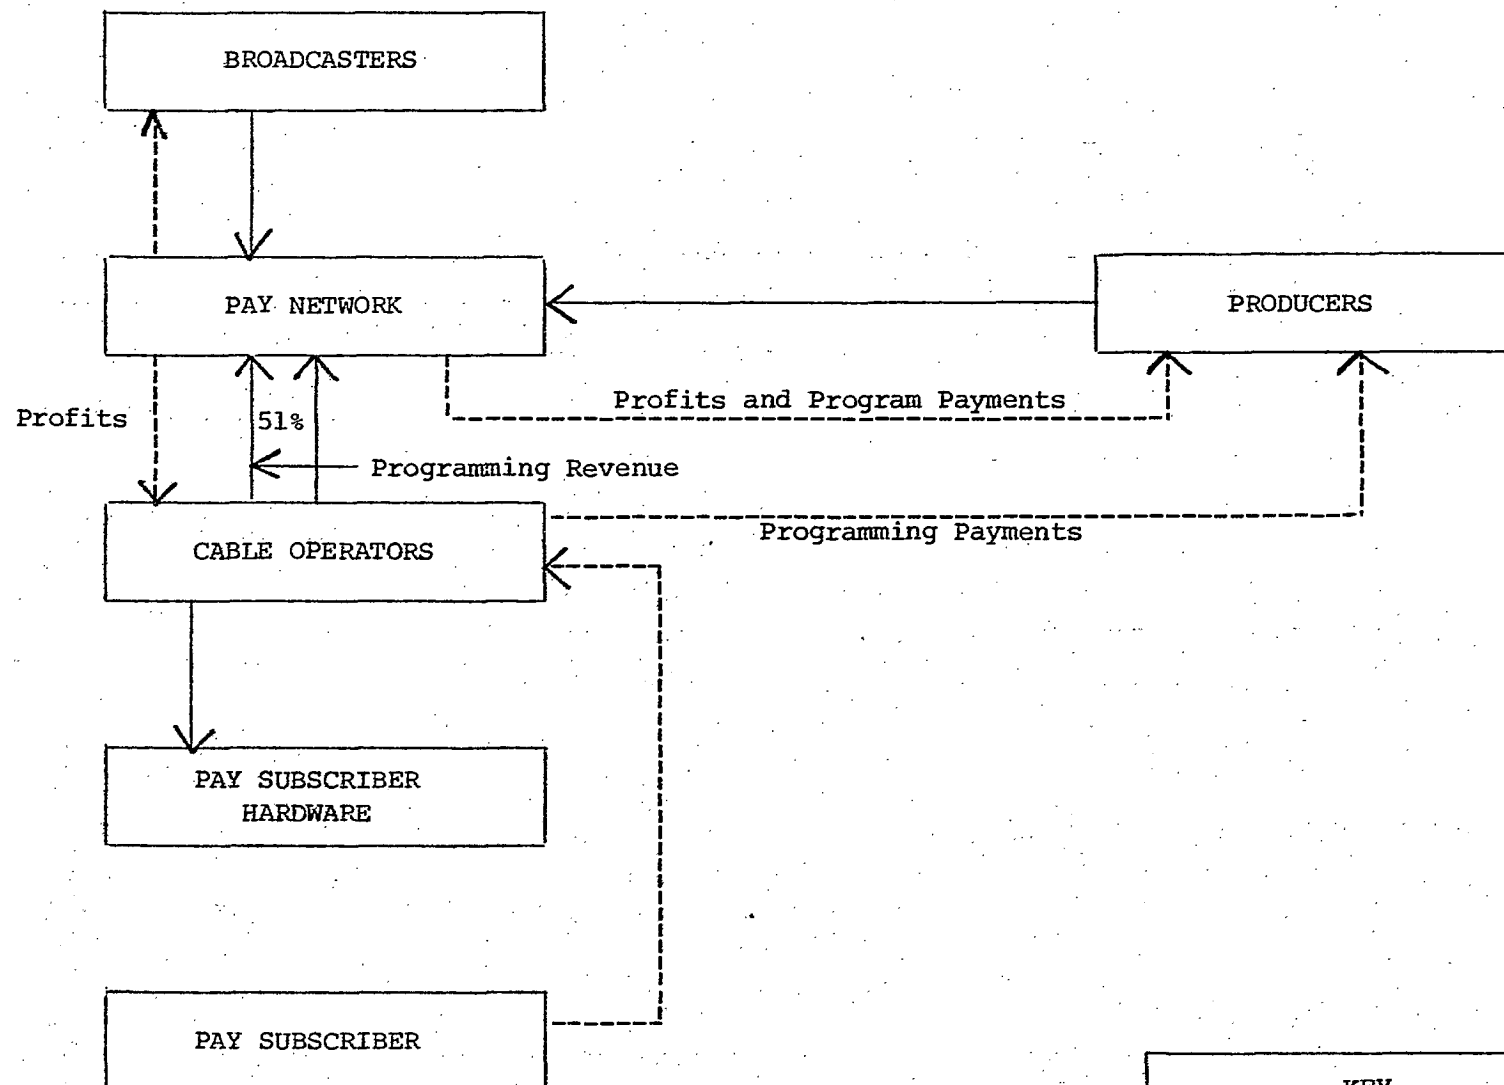 BROADCASTERS
PAY NETWORK
PRODUCERS
Profits and Program Payments
Profits
51%
Programming Revenue
Programming Payments
CABLE OPERATORS
PAY SUBSCRIBER
HARDWARE
PAY SUBSCRIBER
KEY